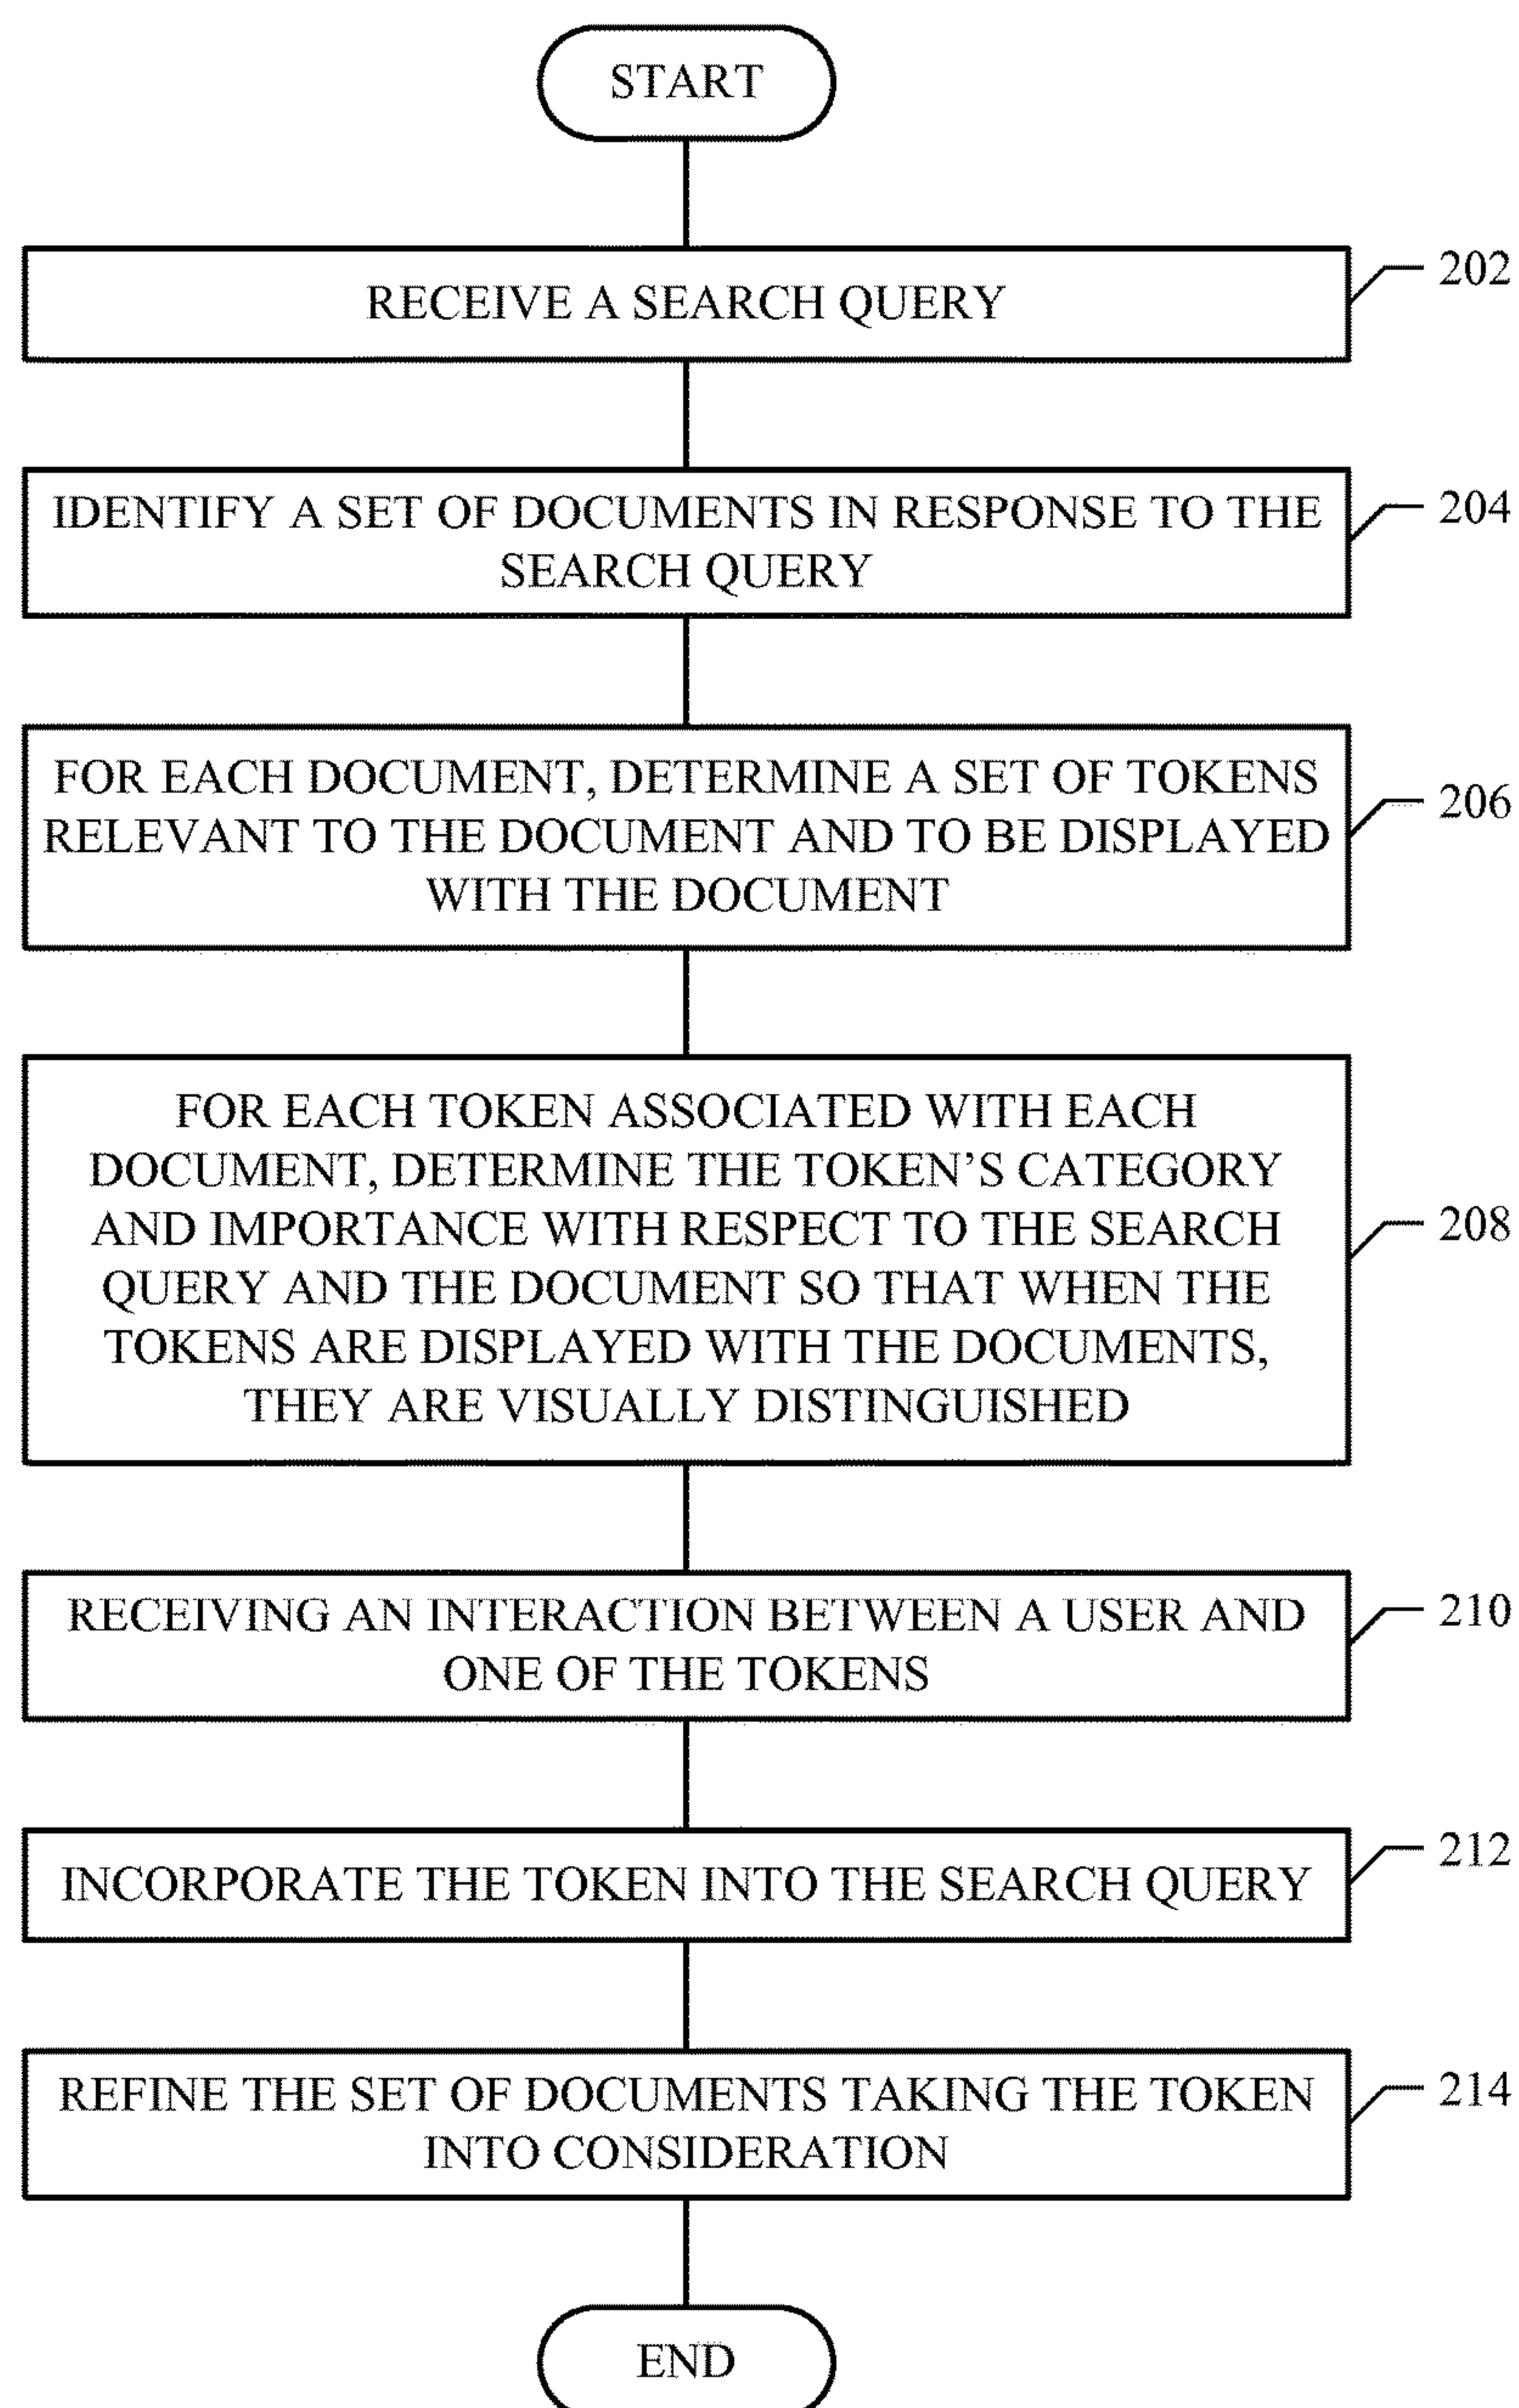 START
RECEIVE A SEARCH QUERY
202
IDENTIFY A SET OF DOCUMENTS IN RESPONSE TO THE
SEARCH QUERY
204
FOR EACH DOCUMENT, DETERMINE A SET OF TOKENS
RELEVANT TO THE DOCUMENT AND TO BE DISPLAYED
WITH THE DOCUMENT
206
FOR EACH TOKEN ASSOCIATED WITH EACH
DOCUMENT, DETERMINE THE TOKEN’S CATEGORY
AND IMPORTANCE WITH RESPECT TO THE SEARCH
QUERY AND THE DOCUMENT SO THAT WHEN THE
TOKENS ARE DISPLAYED WITH THE DOCUMENTS,
THEY ARE VISUALLY DISTINGUISHED
208
RECEIVING AN INTERACTION BETWEEN A USER AND
ONE OF THE TOKENS
210
INCORPORATE THE TOKEN INTO THE SEARCH QUERY
212
REFINE THE SET OF DOCUMENTS TAKING THE TOKEN
INTO CONSIDERATION
214
END